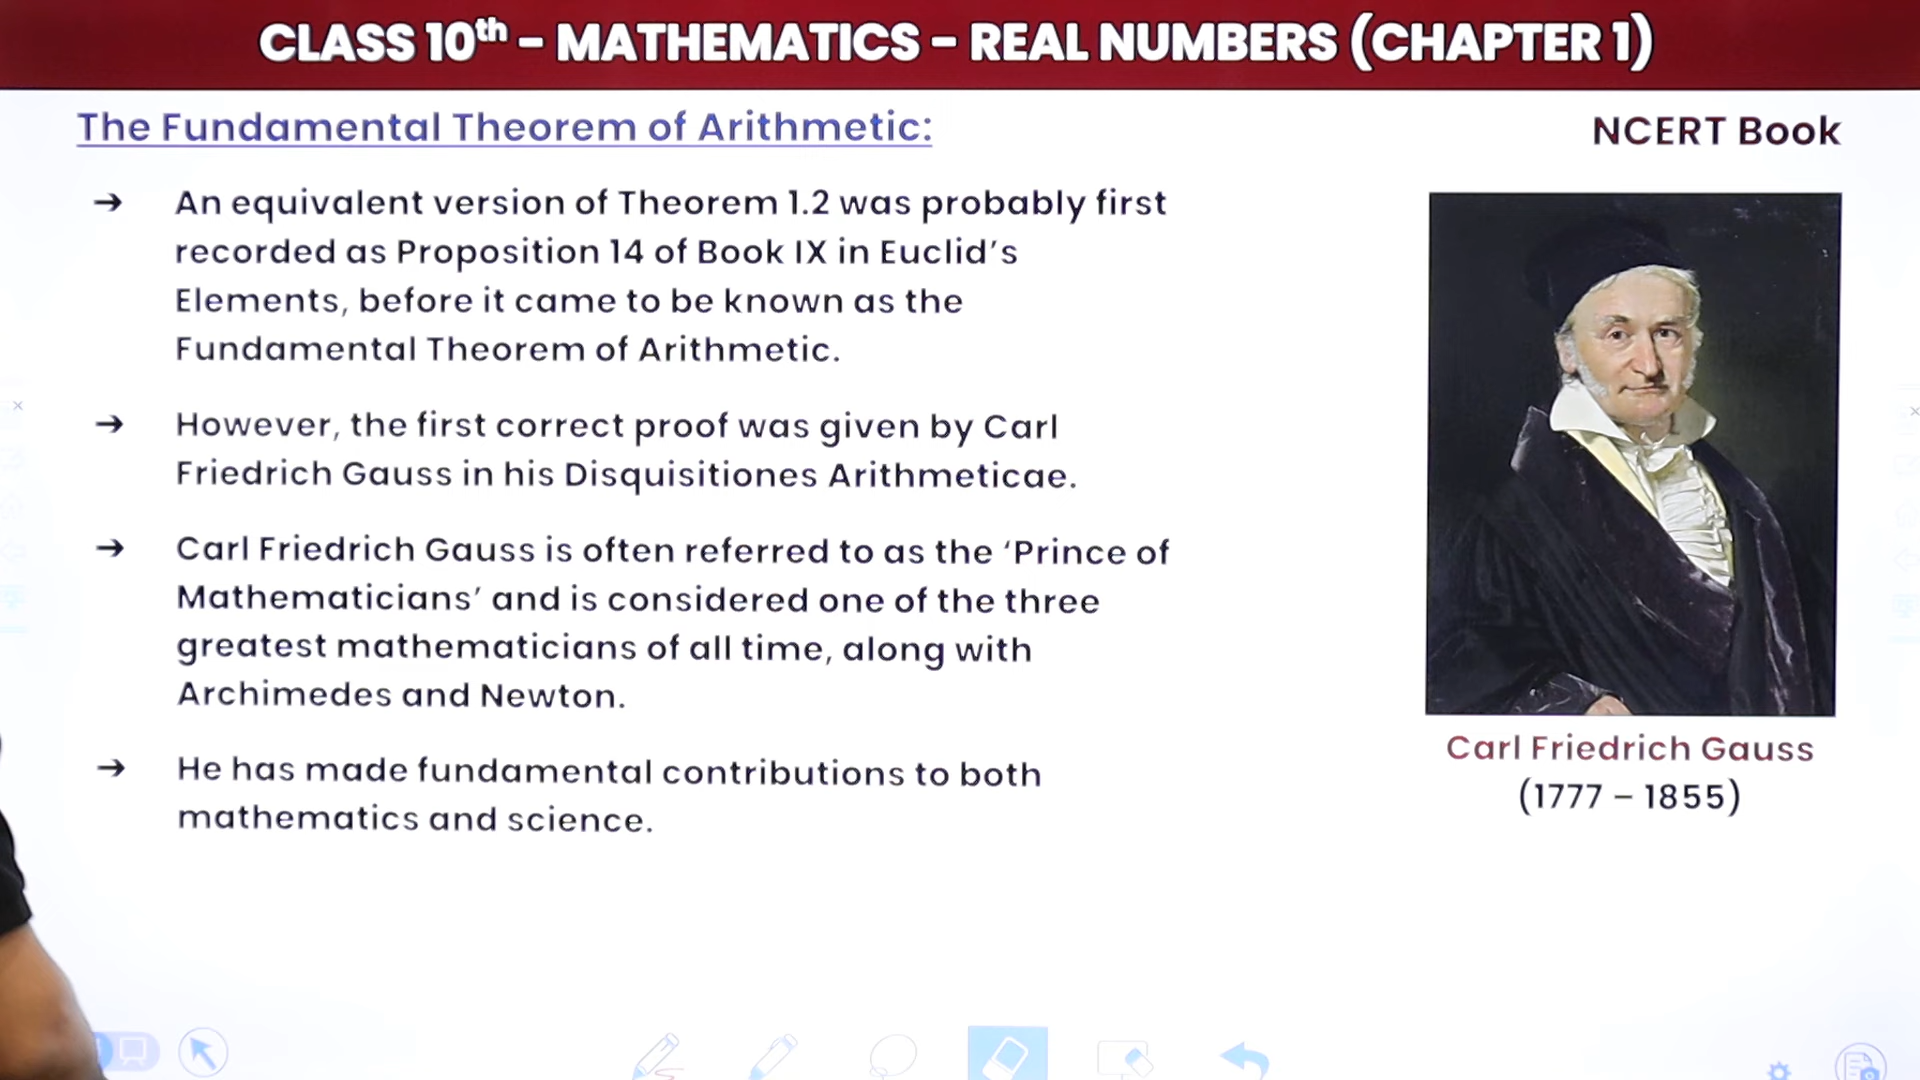 CLASS 10th - MATHEMATICS - REAL NUMBERS (CHAPTER 1)
The Fundamental Theorem of Arithmetic:
NCERT Book
➔ An equivalent version of Theorem 1.2 was probably first
recorded as Proposition 14 of Book IX in Euclid’s
Elements, before it came to be known as the
Fundamental Theorem of Arithmetic.
➔ However, the first correct proof was given by Carl
Friedrich Gauss in his Disquisitiones Arithmeticae.
➔ Carl Friedrich Gauss is often referred to as the ‘Prince of
Mathematicians’ and is considered one of the three
greatest mathematicians of all time, along with
Archimedes and Newton.
➔ He has made fundamental contributions to both
mathematics and science.
Carl Friedrich Gauss
(1777 – 1855)